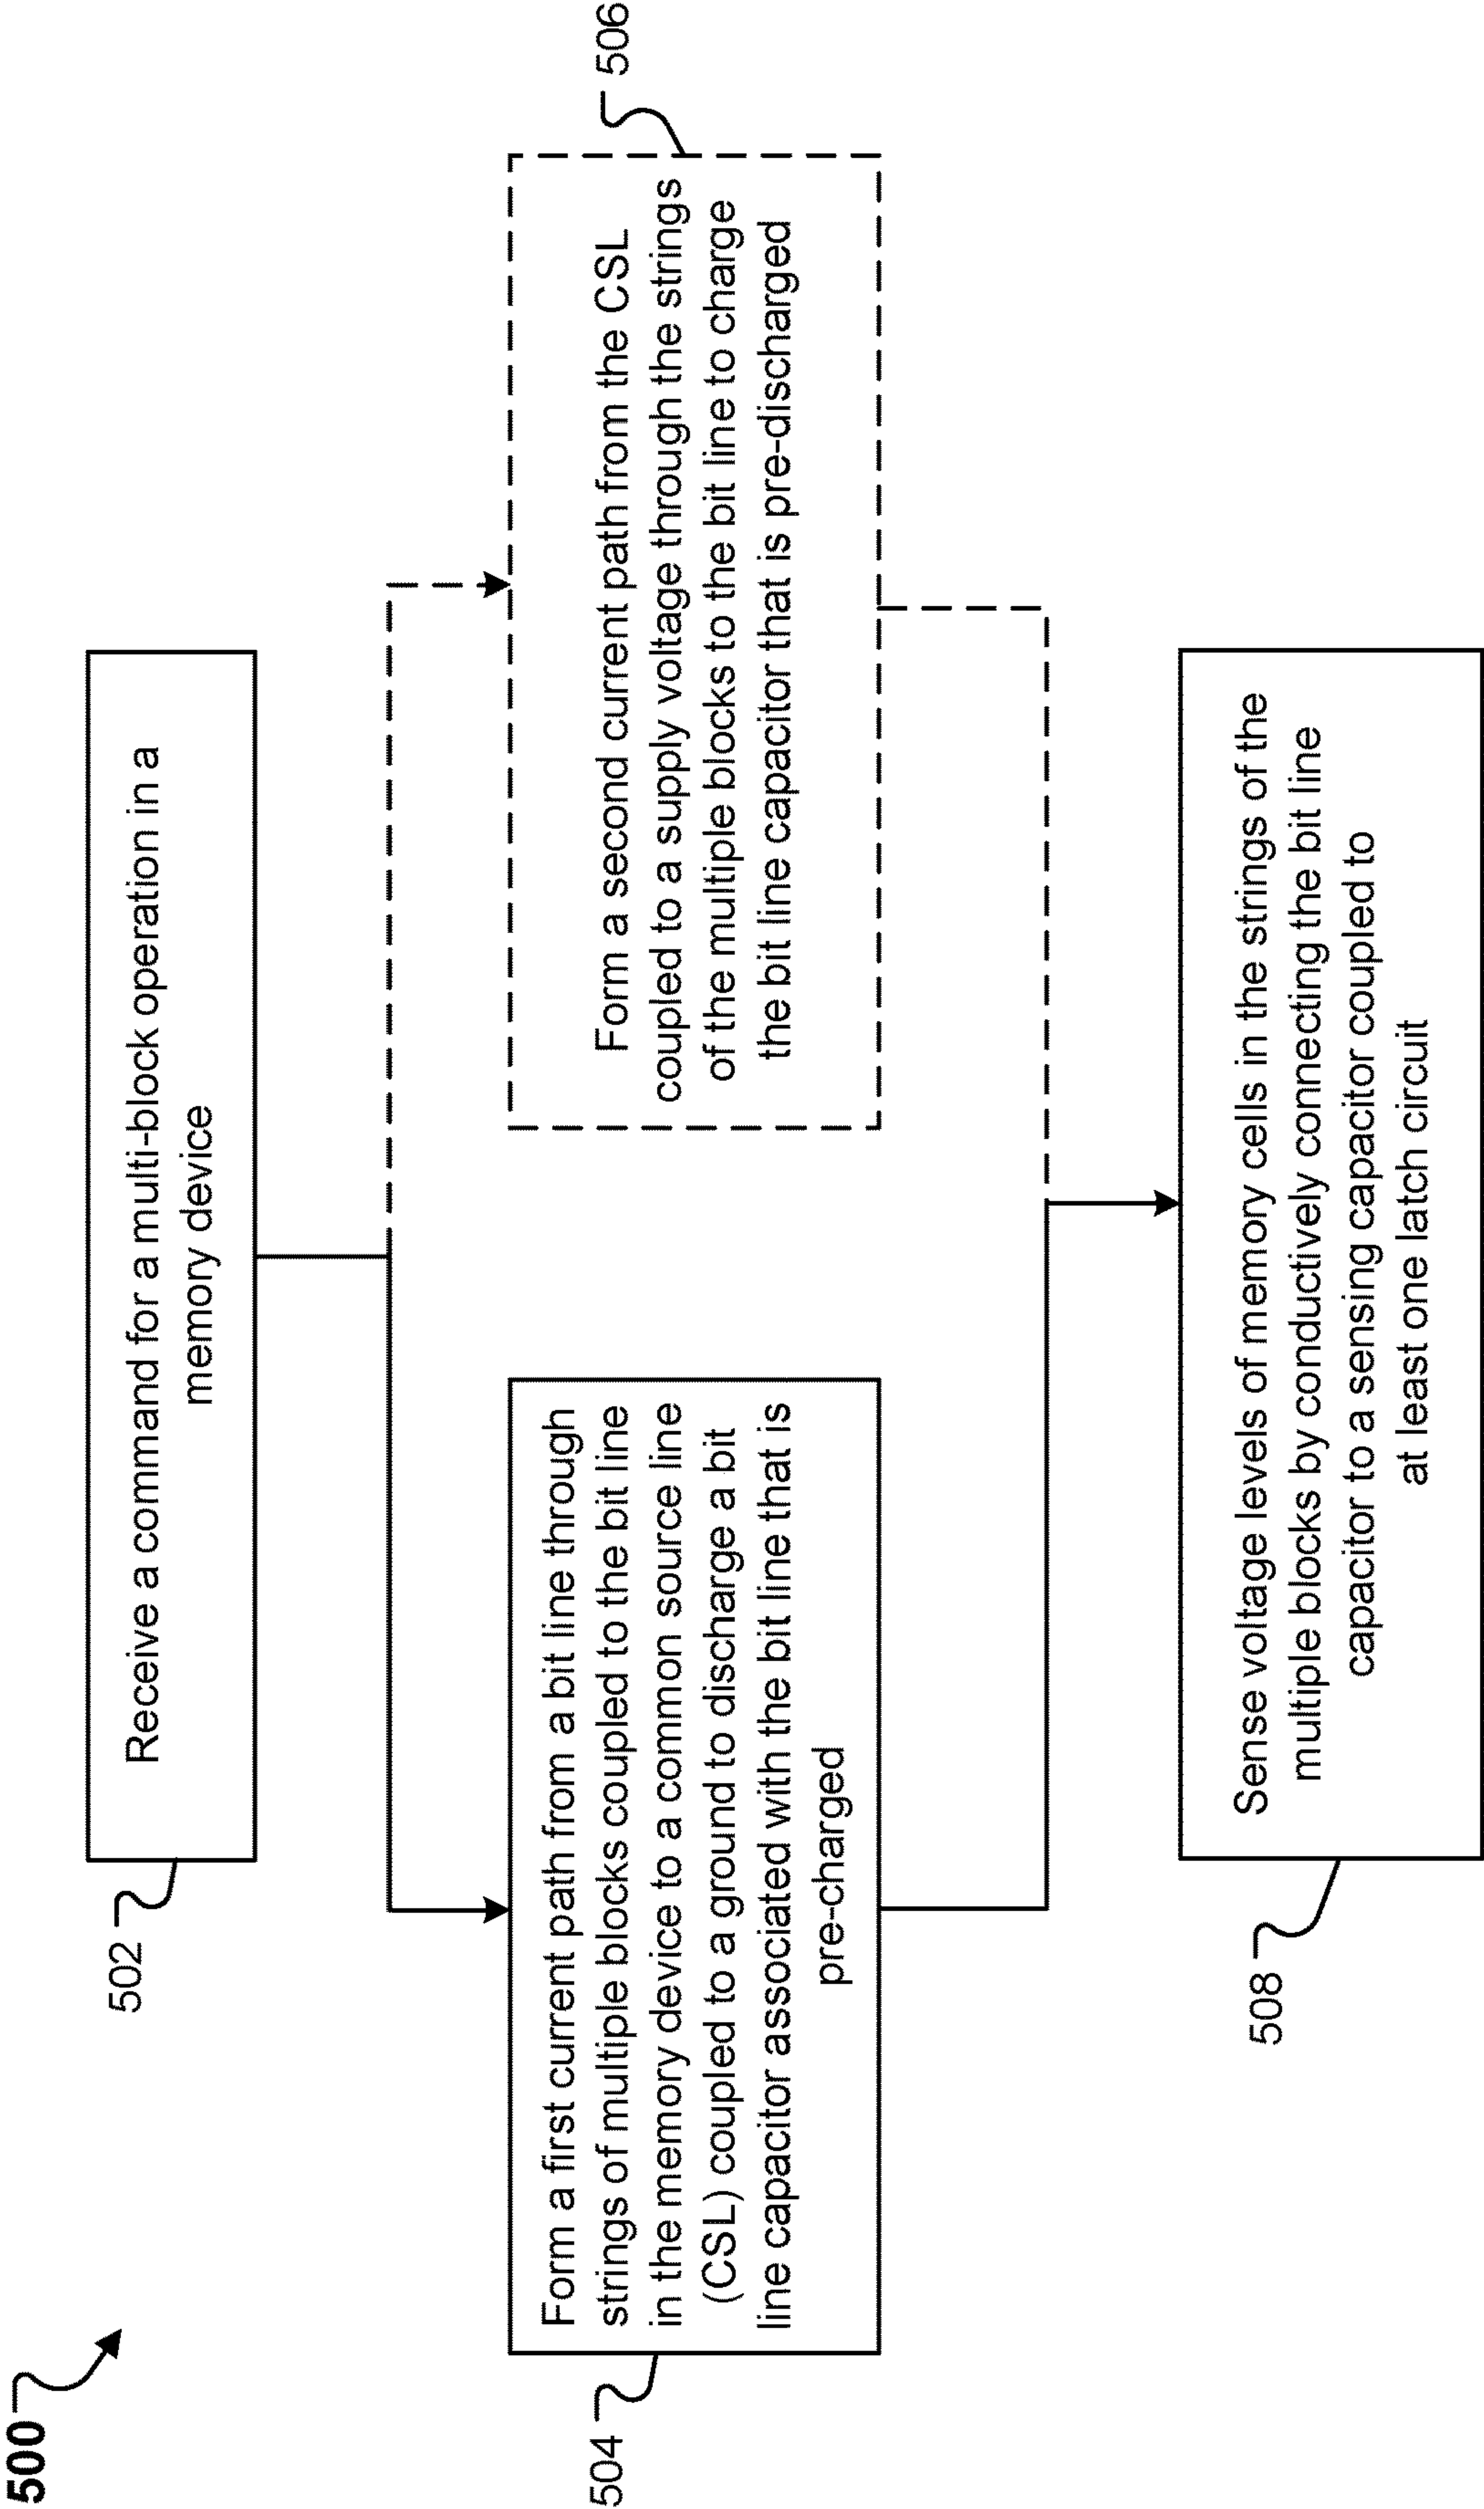 500
502
Receive a command for a multi-block operation in a
memory device
504
Form a first current path from a bit line through
strings of multiple blocks coupled to the bit line
in the memory device to a common source line
(CSL) coupled to a ground to discharge a bit
line capacitor associated with the bit line that is
pre-charged
506
Form a second current path from the CSL
coupled to a supply voltage through the strings
of the multiple blocks to the bit line to charge
the bit line capacitor that is pre-discharged
508
Sense voltage levels of memory cells in the strings of the
multiple blocks by conductively connecting the bit line
capacitor to a sensing capacitor coupled to
at least one latch circuit